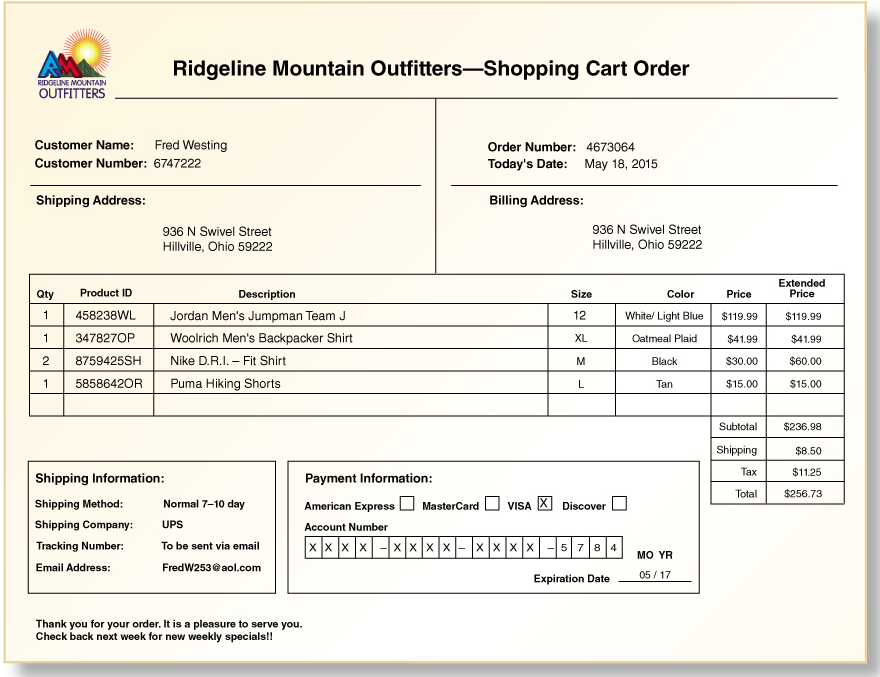 RMO
RIDGELINE MOUNTAIN
OUTFITTERS
Ridgeline Mountain Outfitters—Shopping Cart Order
Customer Name: Fred Westing
Customer Number: 6747222
Order Number: 4673064
Today's Date: May 18, 2015
Shipping Address:
936 N Swivel Street
Hillville, Ohio 59222
Billing Address:
936 N Swivel Street
Hillville, Ohio 59222
Qty Product ID Description Size Color Price Extended Price
1 458238WL Jordan Men's Jumpman Team J 12 White/ Light Blue $119.99 $119.99
1 347827OP Woolrich Men's Backpacker Shirt XL Oatmeal Plaid $41.99 $41.99
2 8759425SH Nike D.R.I. – Fit Shirt M Black $30.00 $60.00
1 5858642OR Puma Hiking Shorts L Tan $15.00 $15.00
Subtotal $236.98
Shipping $8.50
Tax $11.25
Total $256.73
Shipping Information:
Shipping Method: Normal 7–10 day
Shipping Company: UPS
Tracking Number: To be sent via email
Email Address: FredW253@aol.com
Payment Information:
American Express MasterCard VISA X Discover
Account Number
X X X X – X X X X – X X X X – 5 7 8 4
MO YR
Expiration Date 05 / 17
Thank you for your order. It is a pleasure to serve you.
Check back next week for new weekly specials!!